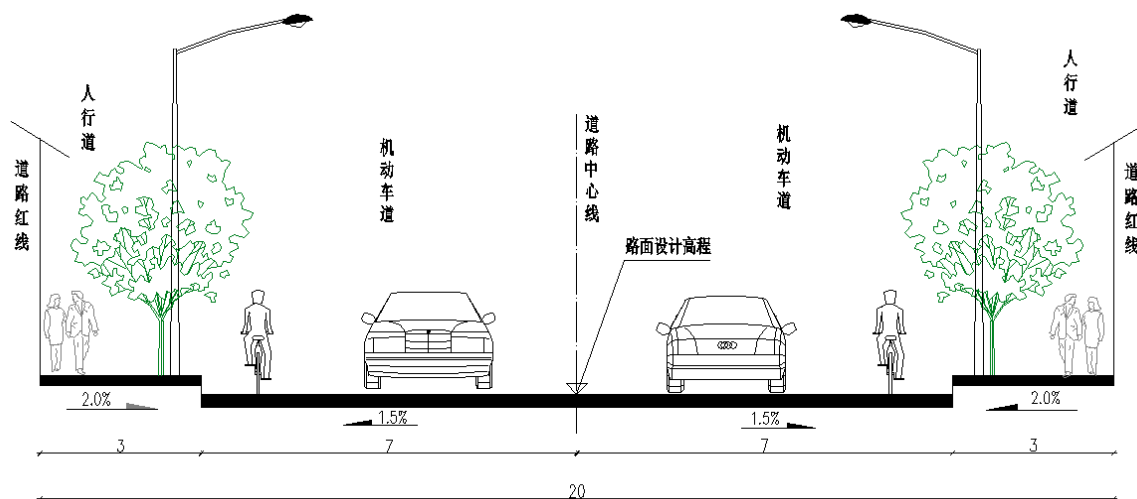 人行道
人行道
道路红线
机动车道
道路中心线
机动车道
道路红线
路面设计高程
2.0%
1.5%
1.5%
2.0%
3
7
7
3
20